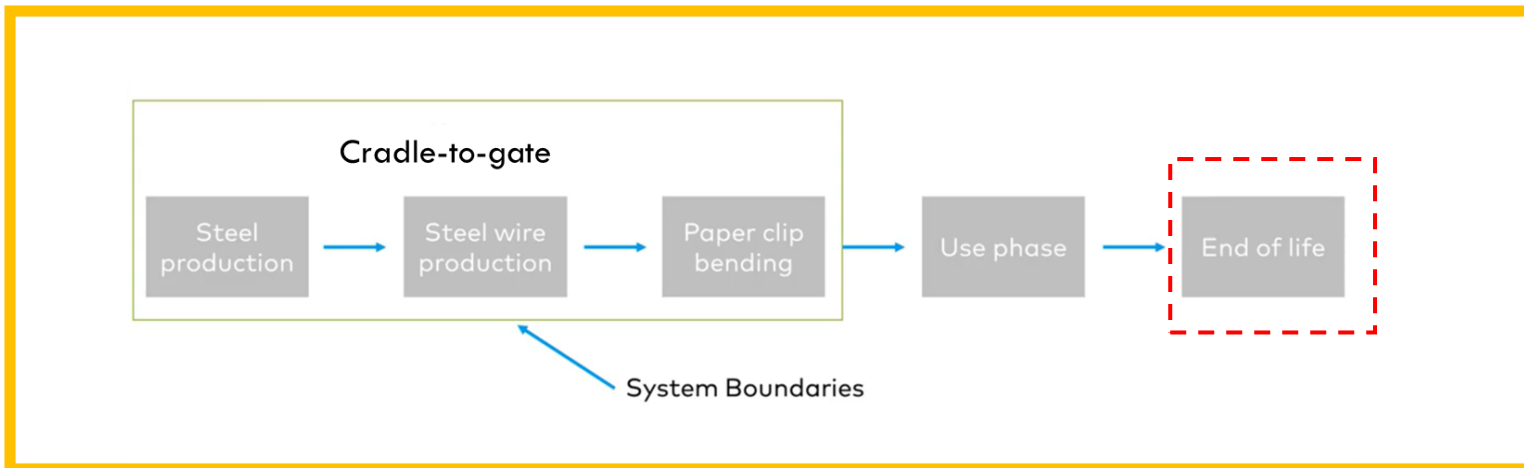 Cradle-to-gate
Steel
production
Steel wire
production
Paper clip
bending
Use phase
End of life
System Boundaries